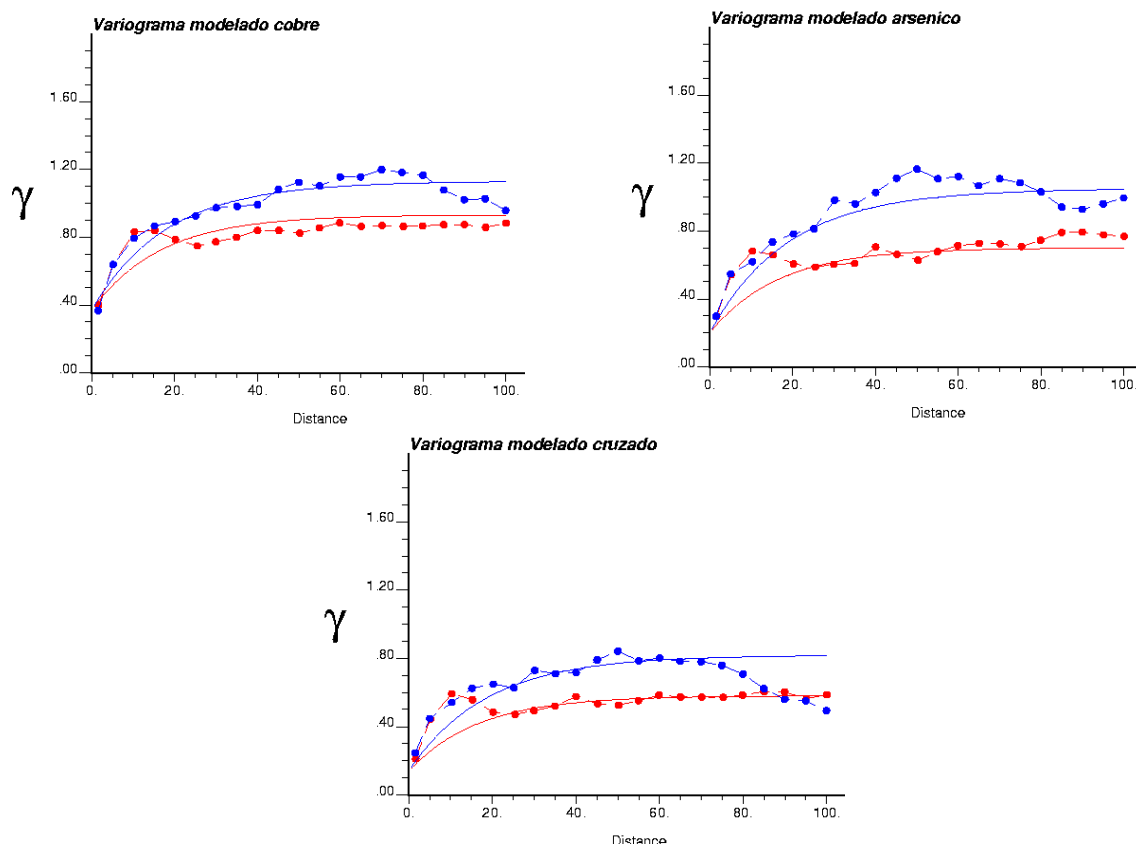 Variograma modelado cobre
γ
1.60
1.20
.80
.40
.00
0. 20. 40. 60. 80. 100.
Distance
Variograma modelado arsenico
γ
1.60
1.20
.80
.40
.00
0. 20. 40. 60. 80. 100.
Distance
Variograma modelado cruzado
γ
1.60
1.20
.80
.40
.00
0. 20. 40. 60. 80. 100.
Distance